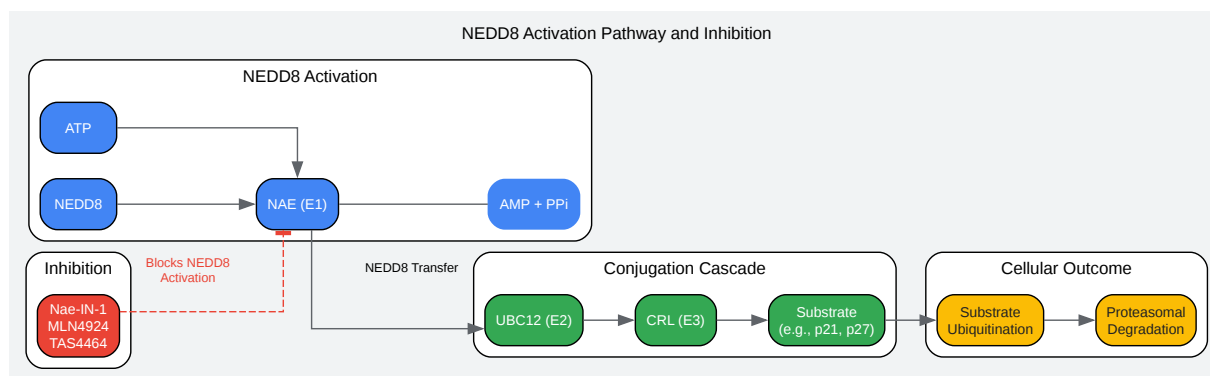 NEDD8 Activation Pathway and Inhibition
NEDD8 Activation
ATP
NEDD8
NAE (E1)
AMP + PPi
Inhibition
Nae-IN-1
MLN4924
TAS4464
Blocks NEDD8
Activation
NEDD8 Transfer
Conjugation Cascade
UBC12 (E2)
CRL (E3)
Substrate
(e.g., p21, p27)
Cellular Outcome
Substrate
Ubiquitination
Proteasomal
Degradation